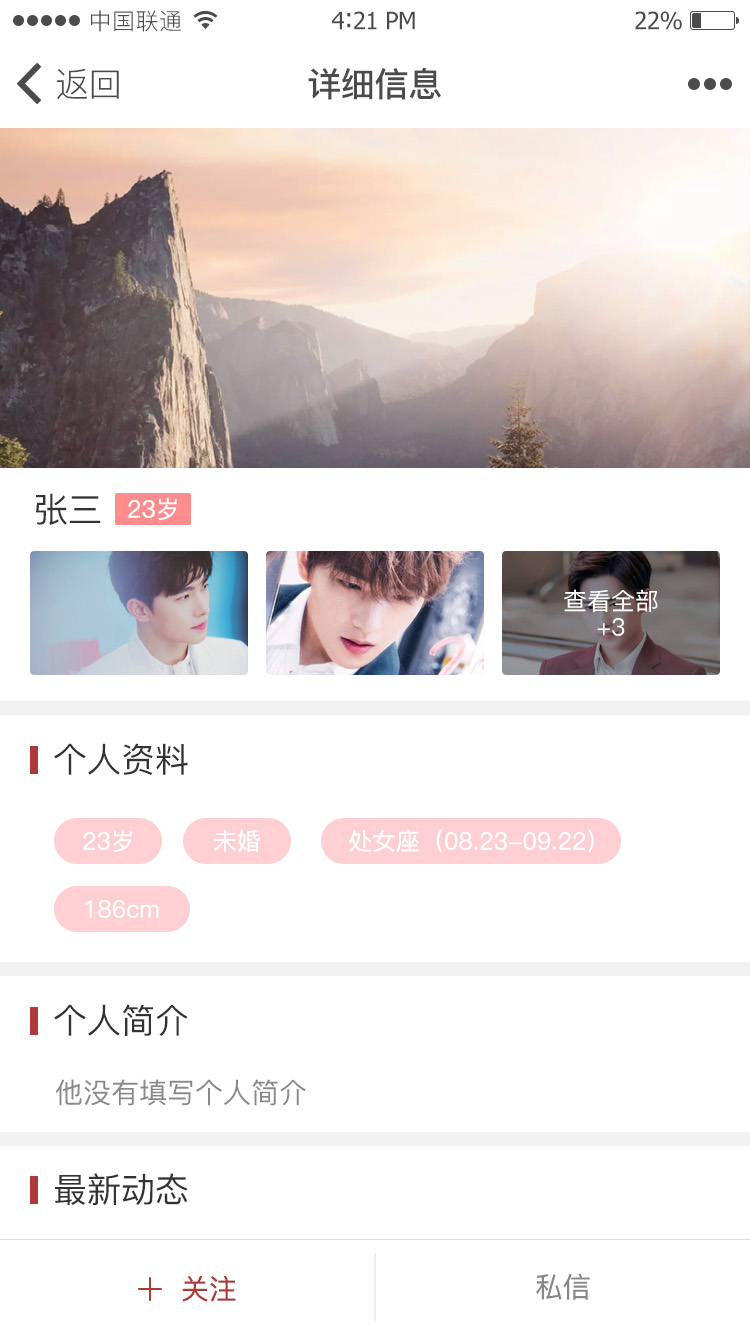 中国联通 4:21 PM 22%
返回 详细信息
张三 23岁
查看全部
+3
个人资料
23岁 未婚 处女座（08.23-09.22）
186cm
个人简介
他没有填写个人简介
最新动态
关注 私信